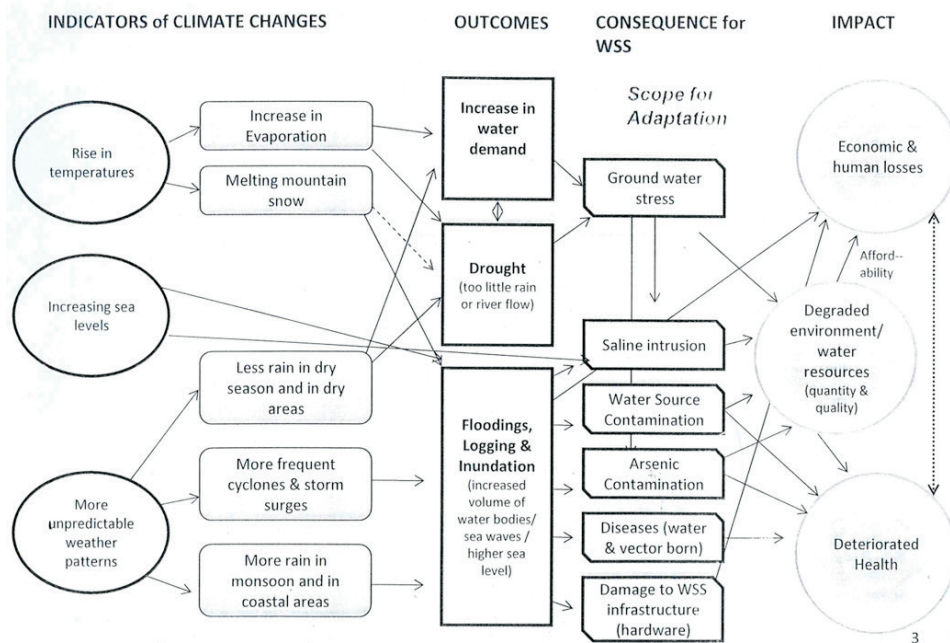 INDICATORS of CLIMATE CHANGES
OUTCOMES
CONSEQUENCE for
WSS
IMPACT
Rise in
temperatures
Increasing sea
levels
More
unpredictable
weather
patterns
Increase in
Evaporation
Melting mountain
snow
Less rain in dry
season and in dry
areas
More frequent
cyclones & storm
surges
More rain in
monsoon and in
coastal areas
Increase in
water
demand
Drought
(too little rain
or river flow)
Floodings,
Logging &
Inundation
(increased
volume of
water bodies/
sea waves /
higher sea
level)
Scope for
Adaptation
Ground water
stress
Saline intrusion
Water Source
Contamination
Arsenic
Contamination
Diseases (water
& vector born)
Damage to WSS
infrastructure
(hardware)
Economic &
human losses
Afford--
ability
Degraded
environment/
water
resources
(quantity &
quality)
Deteriorated
Health
3